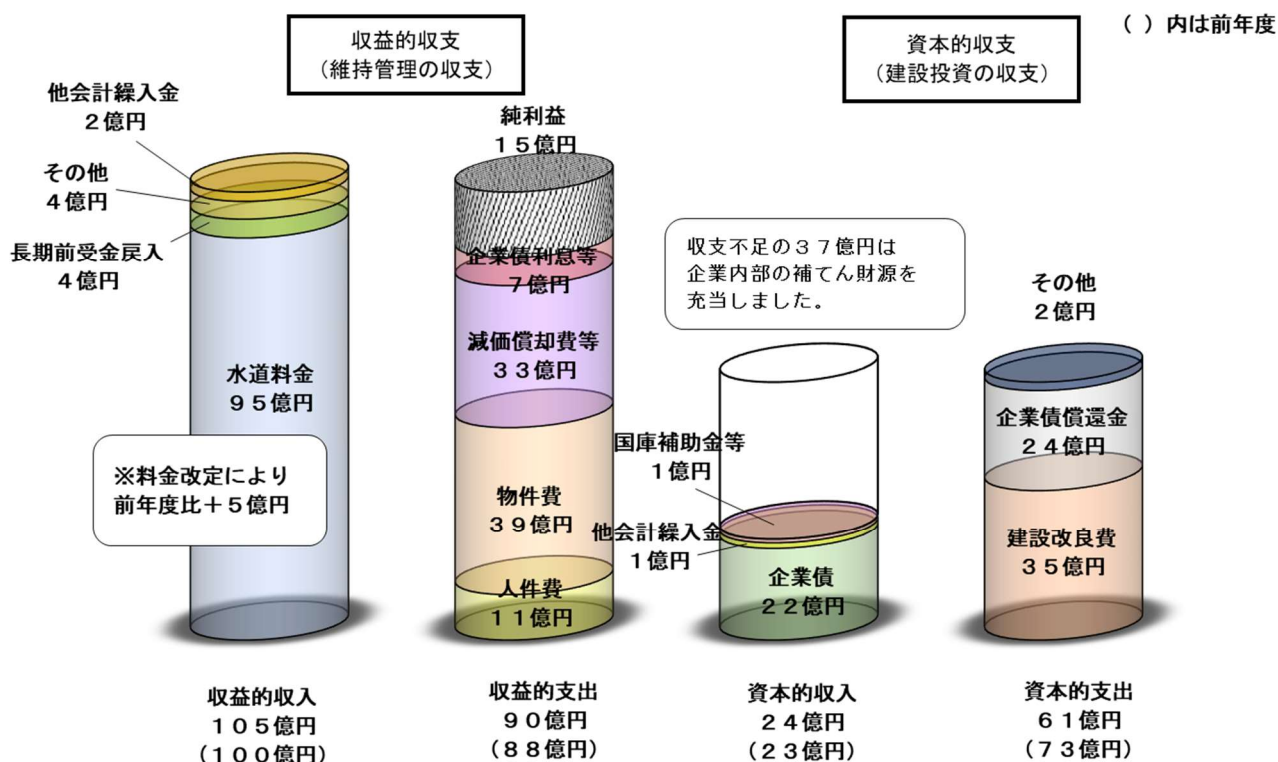 （ ）内は前年度
収益的収支
（維持管理の収支）
資本的収支
（建設投資の収支）
他会計繰入金
２億円
その他
４億円
長期前受金戻入
４億円
水道料金
９５億円
※料金改定により
前年度比＋５億円
純利益
１５億円
企業債利息等
７億円
減価償却費等
３３億円
物件費
３９億円
人件費
１１億円
収支不足の３７億円は
企業内部の補てん財源を
充当しました。
国庫補助金等
１億円
他会計繰入金
１億円
企業債
２２億円
その他
２億円
企業債償還金
２４億円
建設改良費
３５億円
収益的収入
１０５億円
（１００億円）
収益的支出
９０億円
（８８億円）
資本的収入
２４億円
（２３億円）
資本的支出
６１億円
（７３億円）